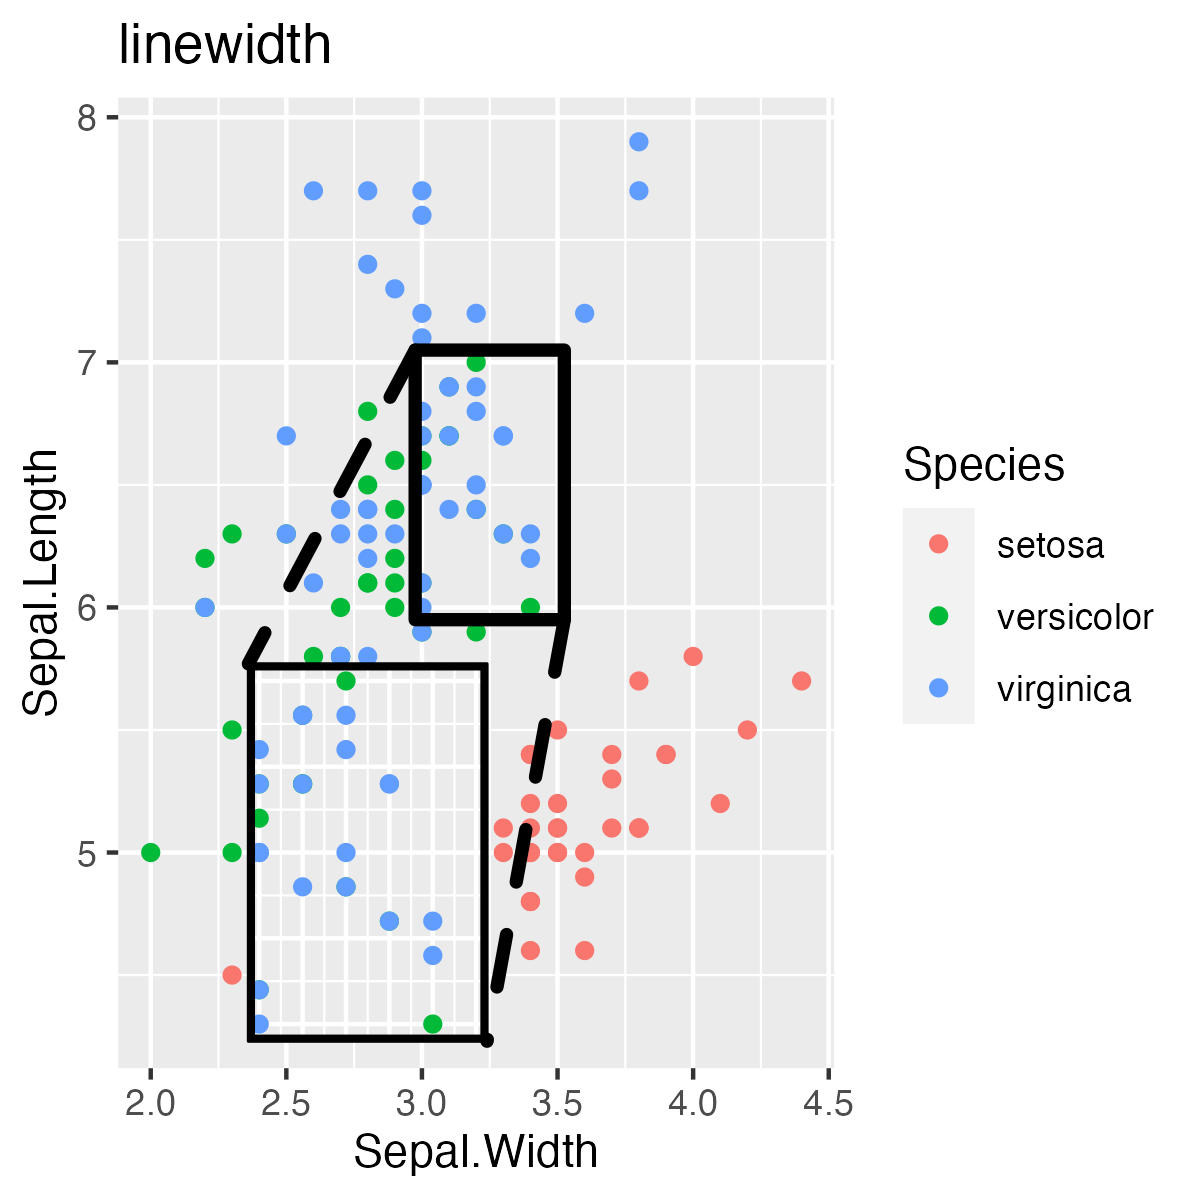 linewidth
8
7
6
5
Sepal.Length
2.0 2.5 3.0 3.5 4.0 4.5
Sepal.Width
Species
setosa
versicolor
virginica